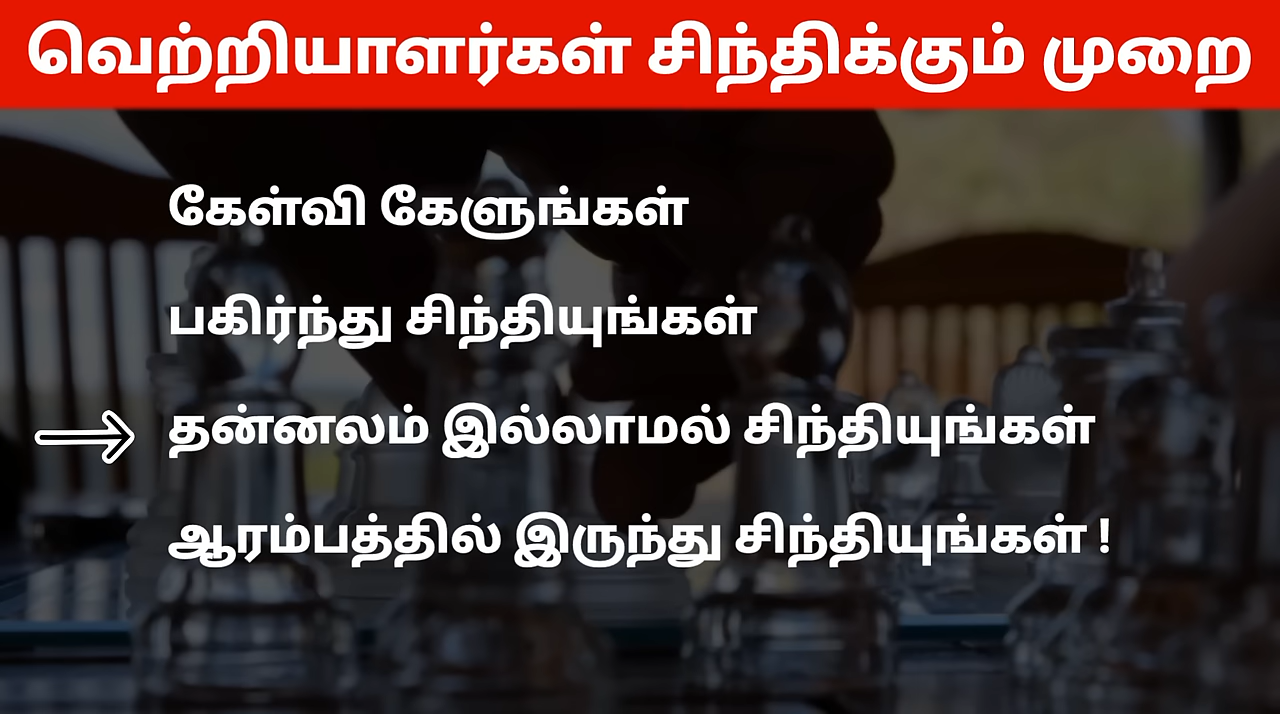 வெற்றியாளர்கள் சிந்திக்கும் முறை
கேள்வி கேளுங்கள்
பகிர்ந்து சிந்தியுங்கள்
தன்னலம் இல்லாமல் சிந்தியுங்கள்
ஆரம்பத்தில் இருந்து சிந்தியுங்கள் !